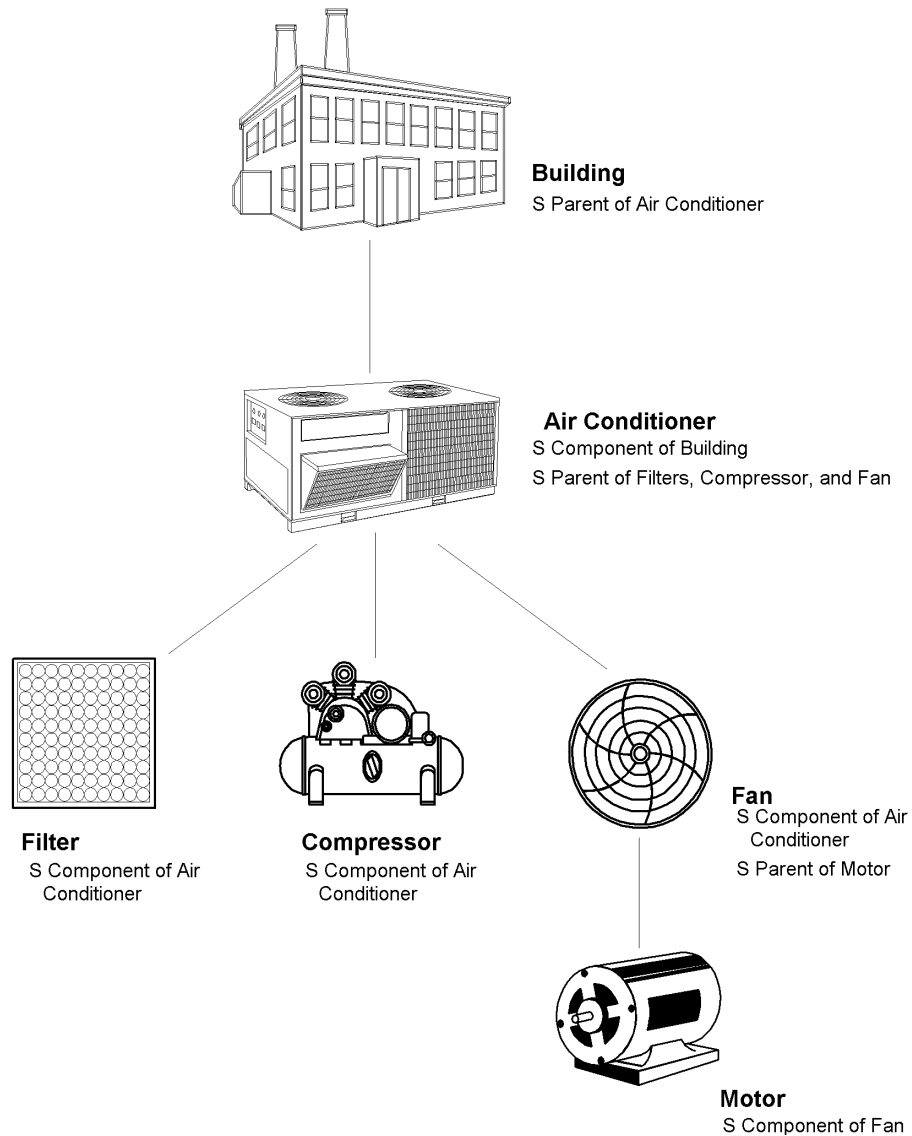 Building
S Parent of Air Conditioner
Air Conditioner
S Component of Building
S Parent of Filters, Compressor, and Fan
Filter
S Component of Air
Conditioner
Compressor
S Component of Air
Conditioner
Fan
S Component of Air
Conditioner
S Parent of Motor
Motor
S Component of Fan